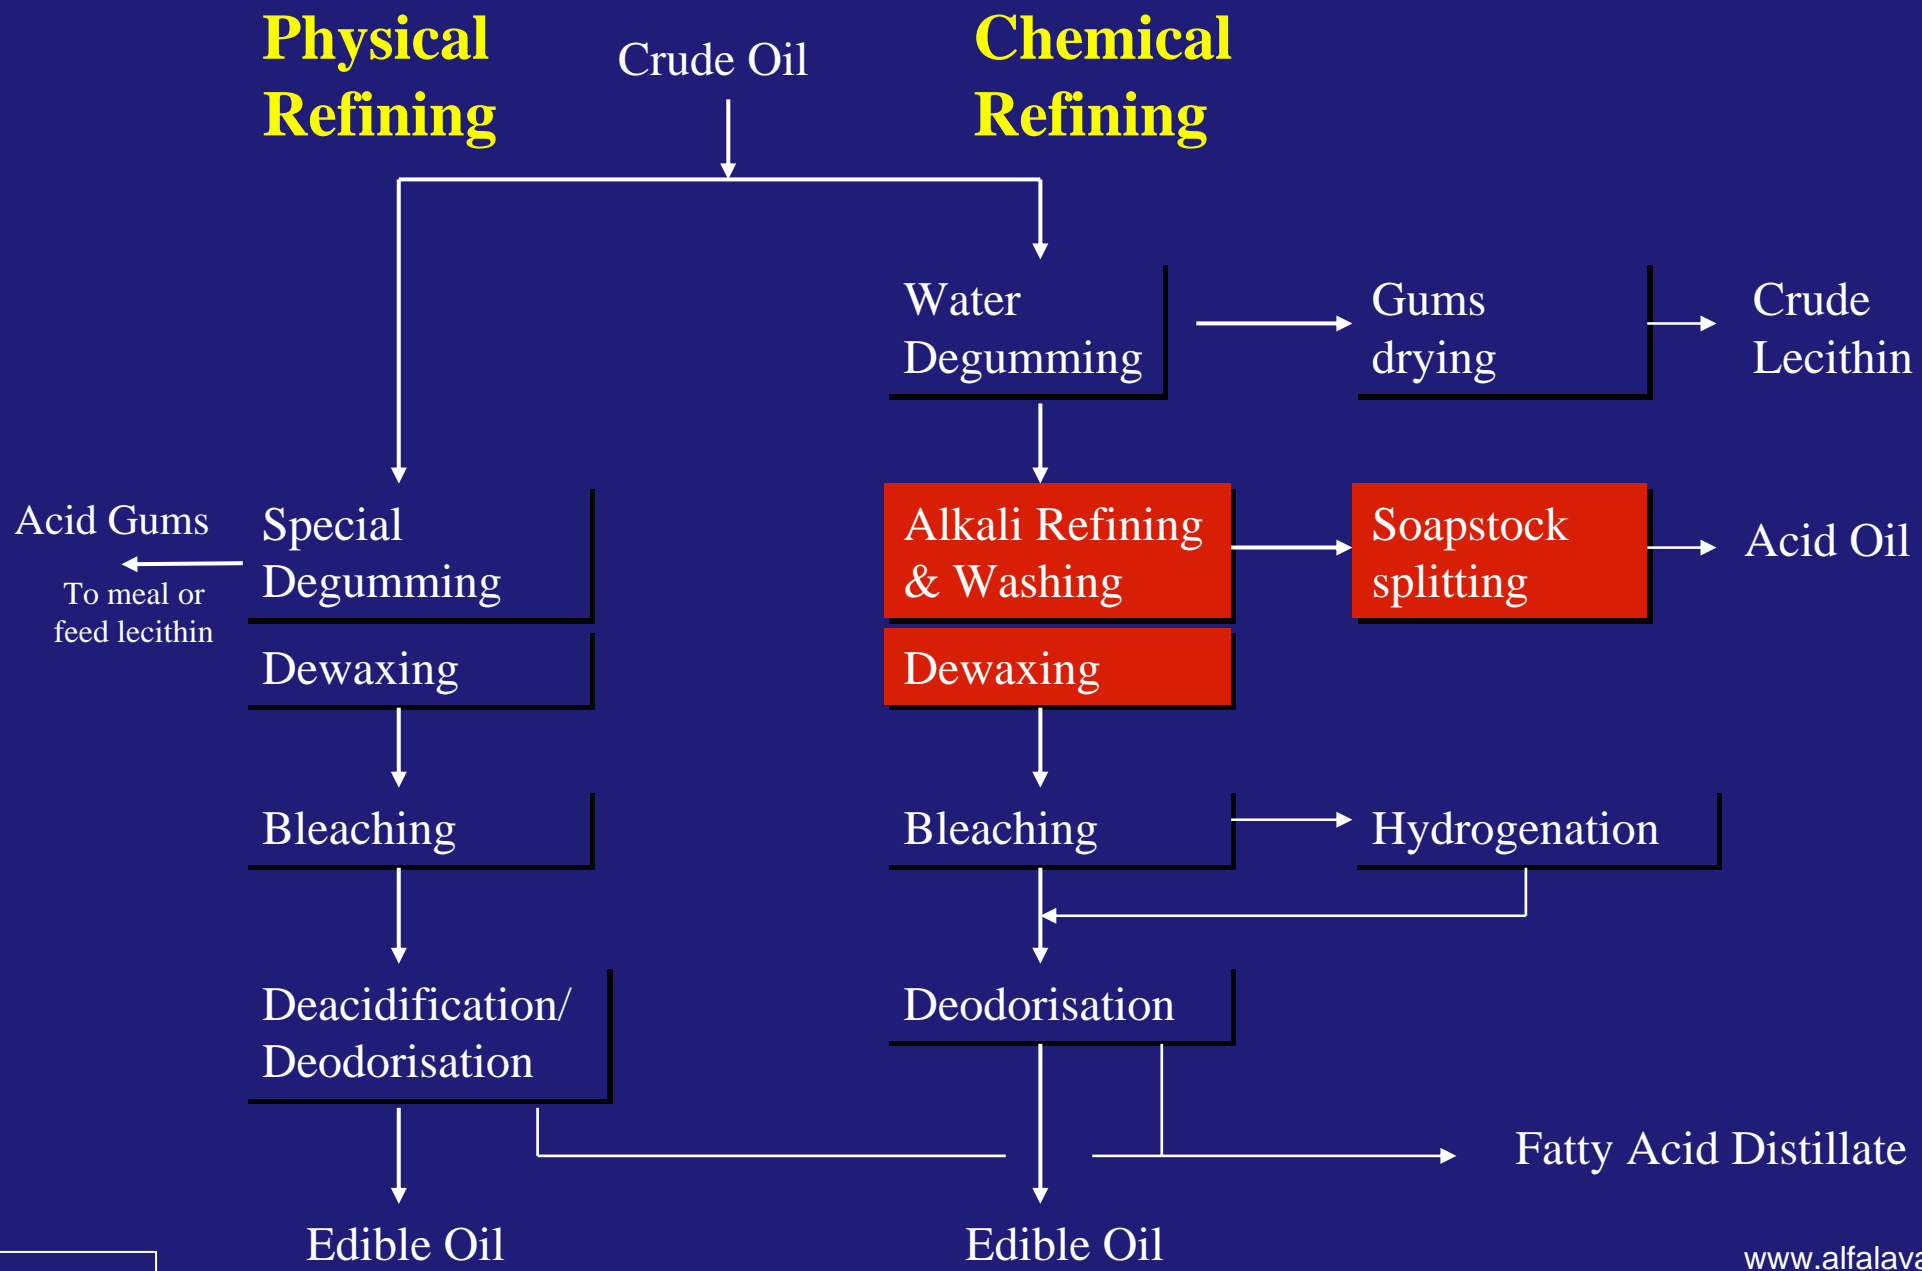 Physical
Refining
Crude Oil
Chemical
Refining
Water
Degumming
Gums
drying
Crude
Lecithin
Acid Gums
To meal or
feed lecithin
Special
Degumming
Alkali Refining
& Washing
Soapstock
splitting
Acid Oil
Dewaxing
Dewaxing
Bleaching
Bleaching
Hydrogenation
Deacidification/
Deodorisation
Deodorisation
Fatty Acid Distillate
Edible Oil
Edible Oil
www.alfalava